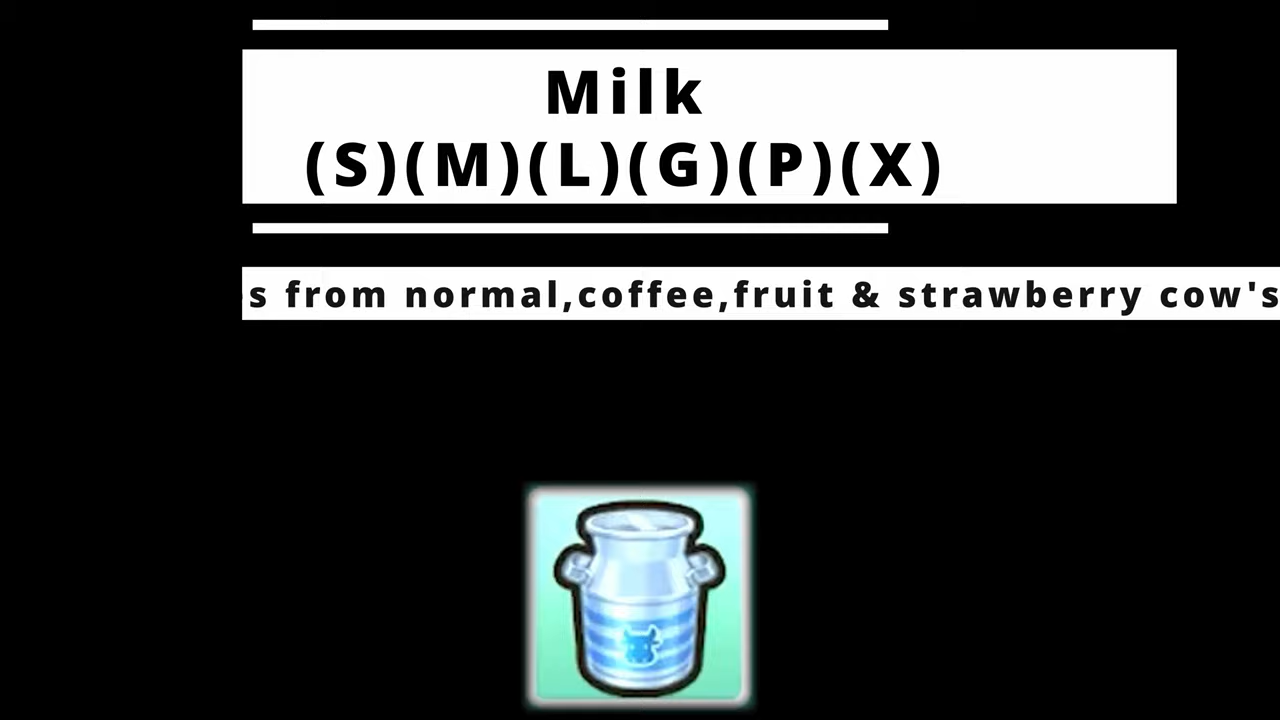 Milk
(S)(M)(L)(G)(P)(X)
from normal,coffee,fruit & strawberry cow's